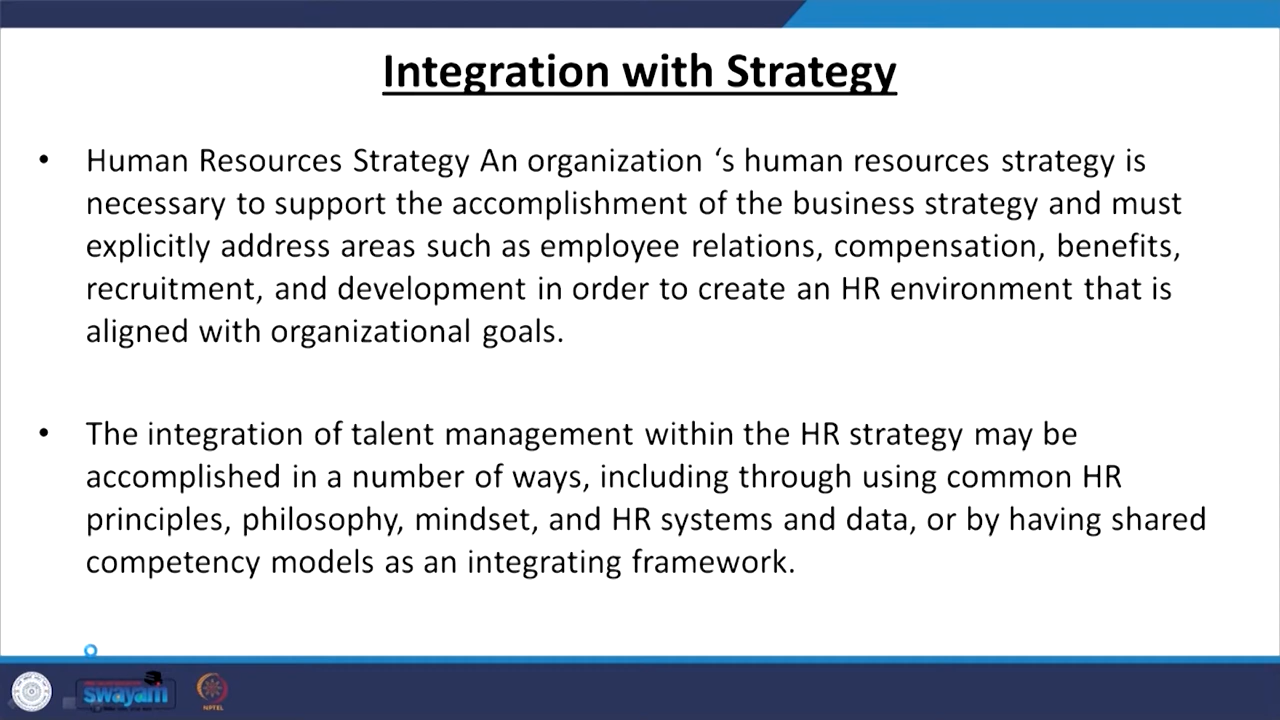 Integration with Strategy
• Human Resources Strategy An organization ‘s human resources strategy is
necessary to support the accomplishment of the business strategy and must
explicitly address areas such as employee relations, compensation, benefits,
recruitment, and development in order to create an HR environment that is
aligned with organizational goals.
• The integration of talent management within the HR strategy may be
accomplished in a number of ways, including through using common HR
principles, philosophy, mindset, and HR systems and data, or by having shared
competency models as an integrating framework.
swayam
NPTEL